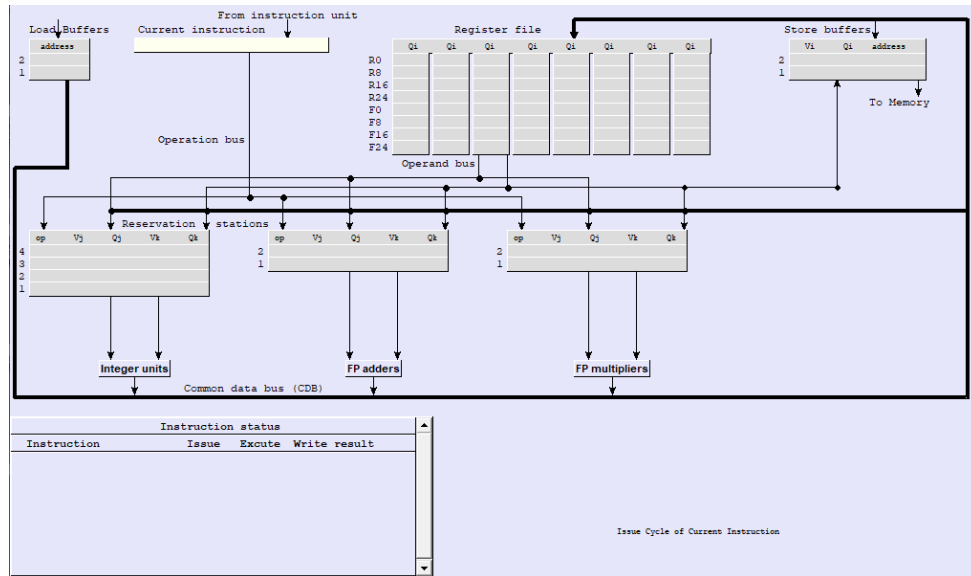 From instruction unit
Load Buffers Current instruction Register file Store buffers
address Qi Qi Qi Qi Qi Qi Qi Qi Vi Qi address
2 R0 2
1 R8 1
R16
R24 To Memory
F0
F8
F16
Operation bus
F24
Operand bus
Reservation stations
op Vj Qj Vk Qk op Vj Qj Vk Qk op Vj Qj Vk Qk
4 2 2
3 1 1
2
1
Integer units FP adders FP multipliers
Common data bus (CDB)
Instruction status
Instruction Issue Excute Write result
Issue Cycle of Current Instruction